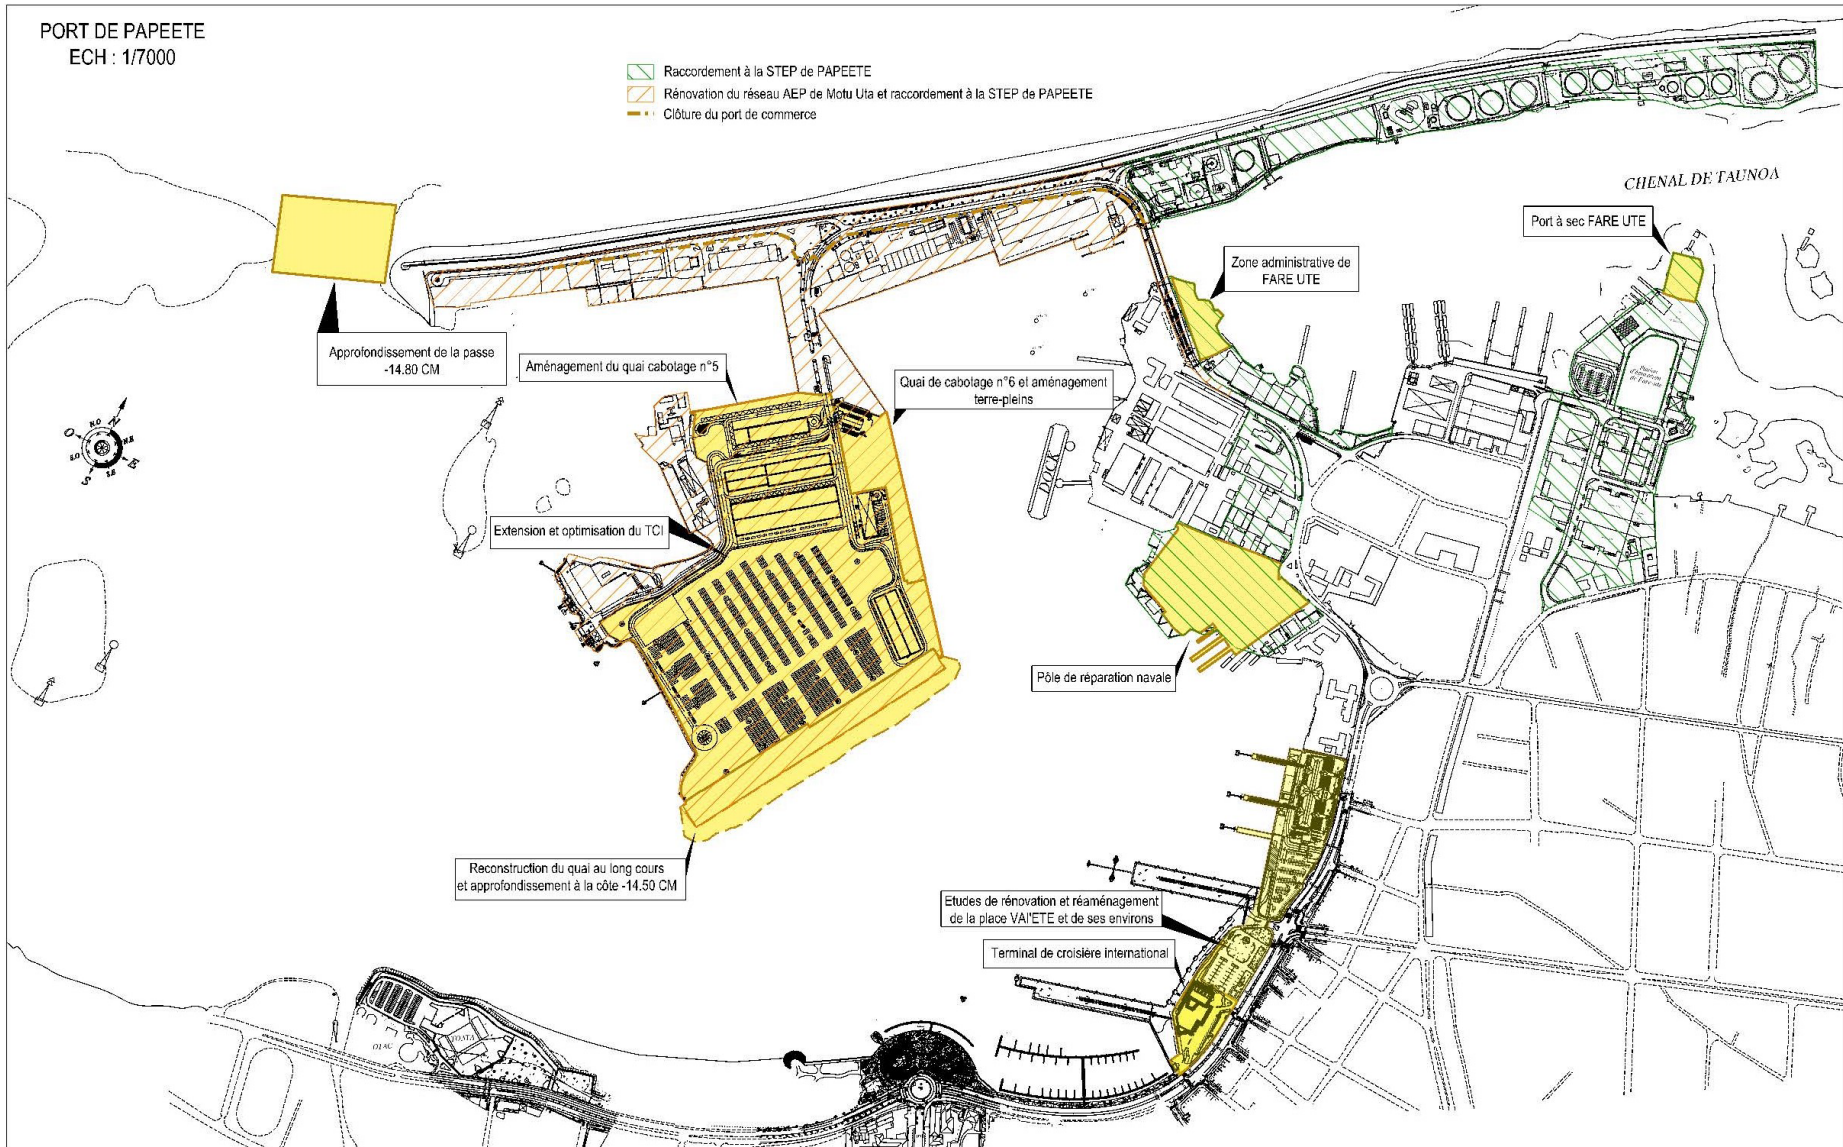 PORT DE PAPEETE
ECH : 1/7000
Raccordement à la STEP de PAPEETE
Rénovation du réseau AEP de Motu Uta et raccordement à la STEP de PAPEETE
Clôture du port de commerce
CHENAL DE TAUNOA
Port à sec FARE UTE
Zone administrative de
FARE UTE
Approfondissement de la passe
-14.80 CM
Aménagement du quai cabotage n°5
Quai de cabotage n°6 et aménagement
terre-pleins
N.O
N
O
N.E
S.O
E
S
S.E
DOCK
Extension et optimisation du TCI
Pôle de réparation navale
Reconstruction du quai au long cours
et approfondissement à la côte -14.50 CM
Etudes de rénovation et réaménagement
de la place VAI'ETE et de ses environs
Terminal de croisière international
OTAC